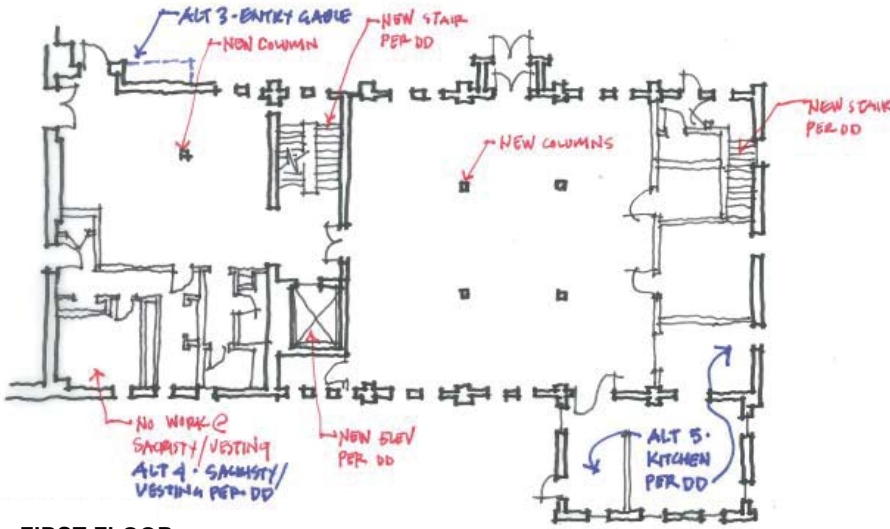 ALT 3 - ENTRY GABLE
NEW COLUMN
NEW STAIR
PER DD
NEW COLUMNS
NEW STAIR
PER DD
NO WORK @
SACRISTY/VESTING
ALT 4 - SACRISTY/
VESTING PER DD
NEW ELEV
PER DD
ALT 5 -
KITCHEN
PER DD
FIRST FLOOR